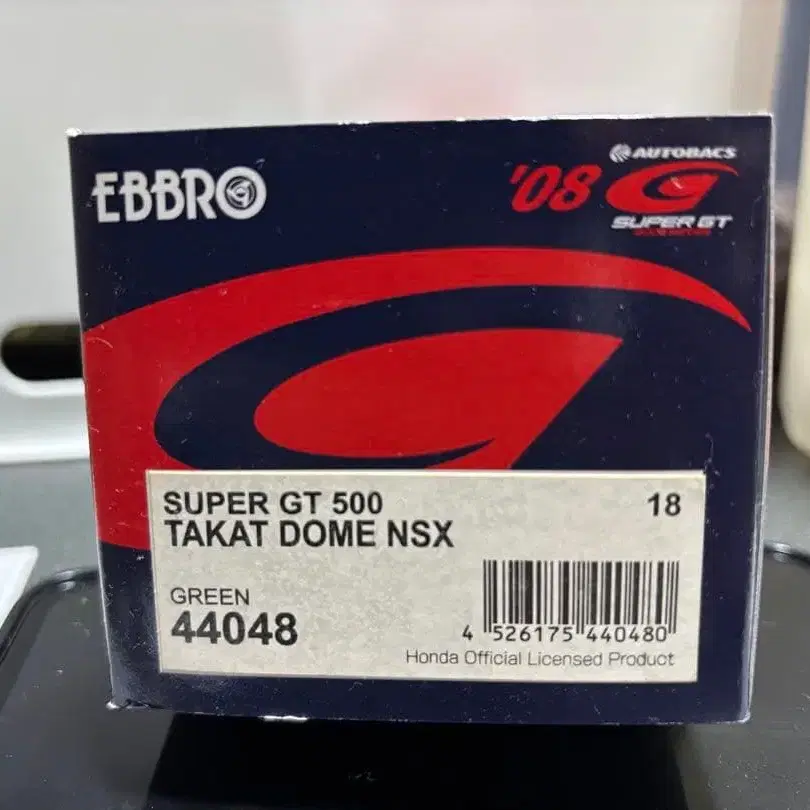 EBBRO
'08
AUTOBACS
SUPER GT
SUPER GT 500
18
TAKAT DOME NSX
GREEN
44048
4 526175 440480
Honda Official Licensed Product